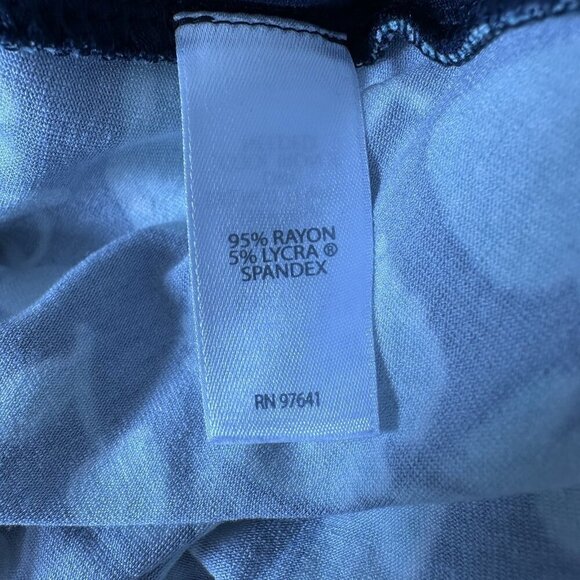 95% RAYON
5% LYCRA ®
SPANDEX
RN 97641